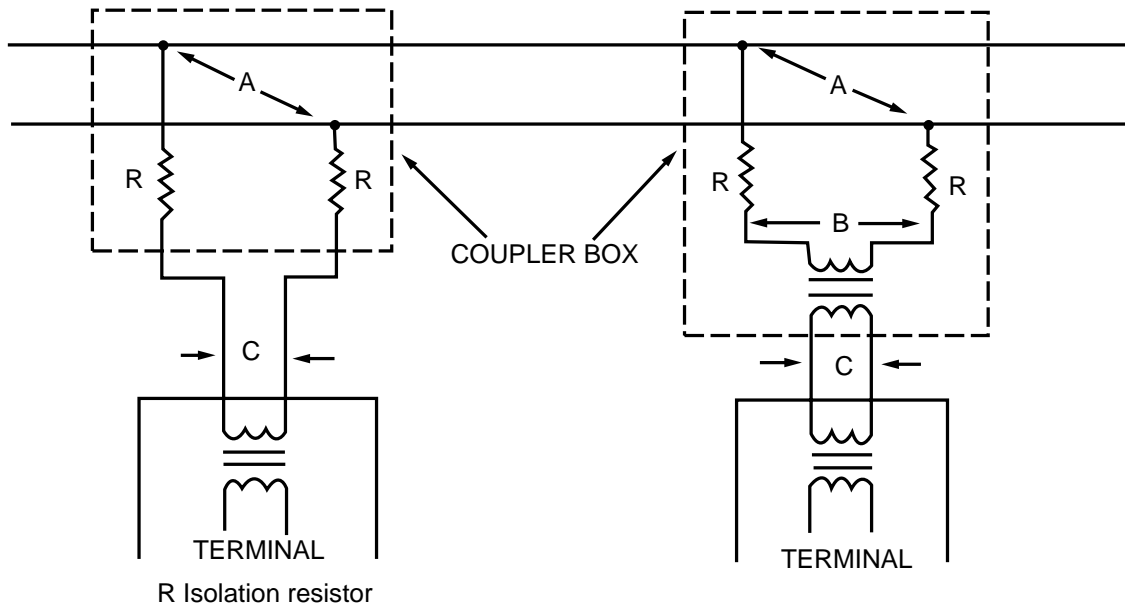 A
A
R
R
R
R
B
COUPLER BOX
C
C
TERMINAL
TERMINAL
R Isolation resistor